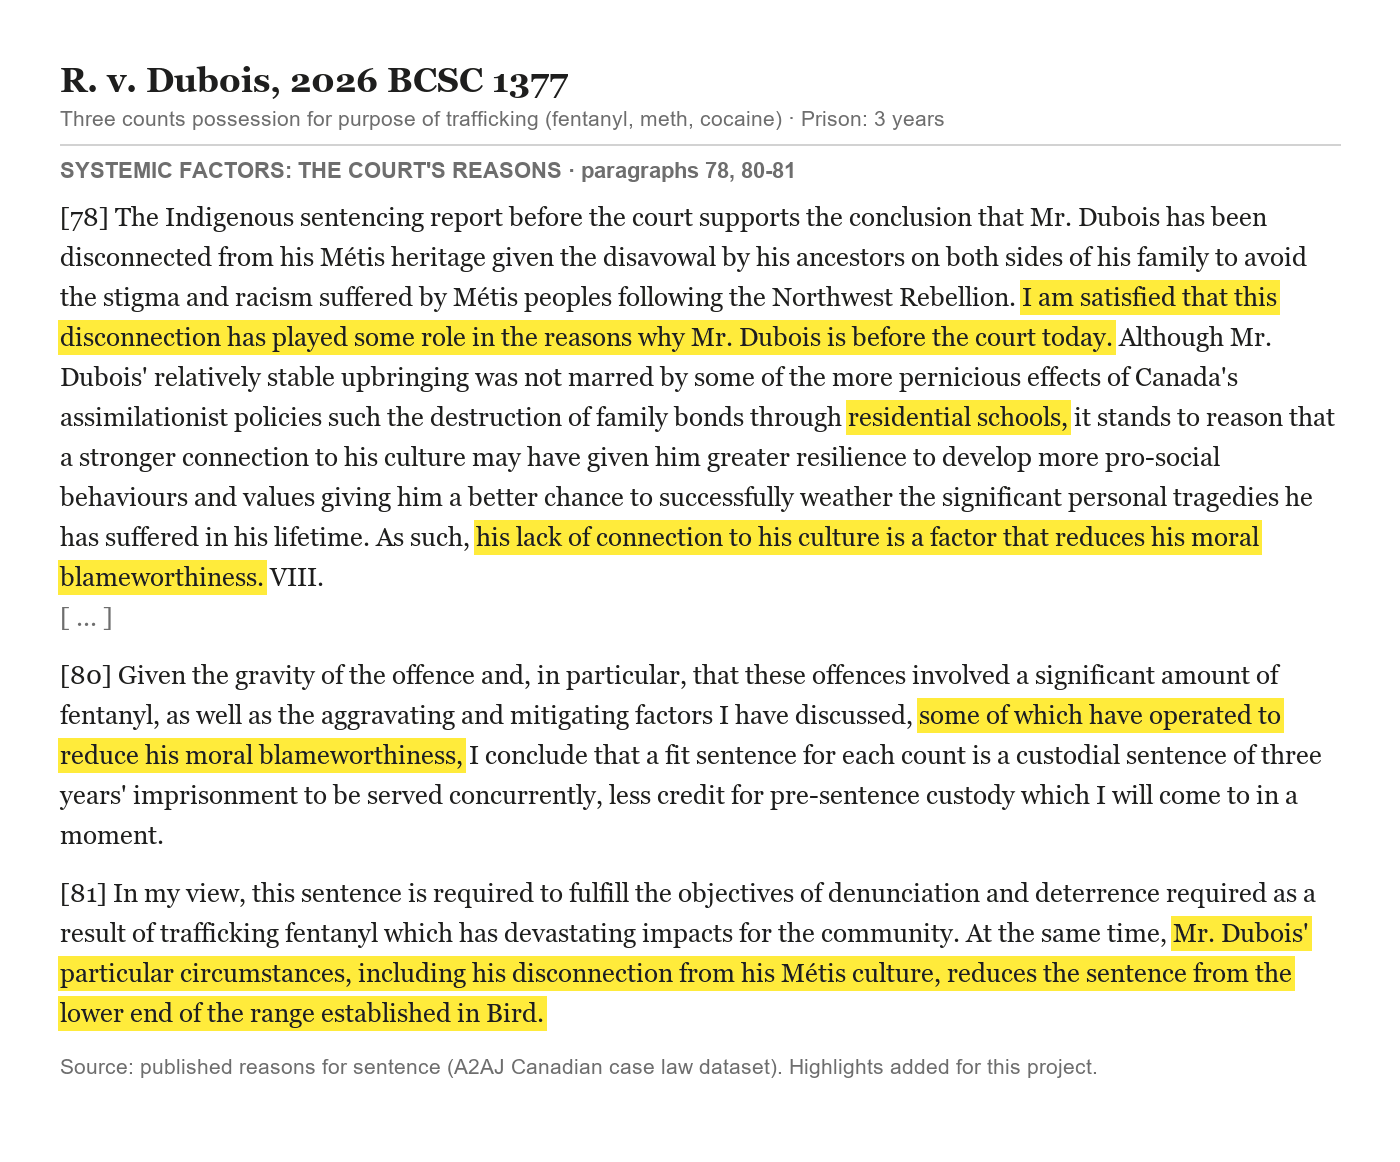 R. v. Dubois, 2026 BCSC 1377
Three counts possession for purpose of trafficking (fentanyl, meth, cocaine) · Prison: 3 years
SYSTEMIC FACTORS: THE COURT'S REASONS · paragraphs 78, 80-81
[78] The Indigenous sentencing report before the court supports the conclusion that Mr. Dubois has been
disconnected from his Métis heritage given the disavowal by his ancestors on both sides of his family to avoid
the stigma and racism suffered by Métis peoples following the Northwest Rebellion. I am satisfied that this
disconnection has played some role in the reasons why Mr. Dubois is before the court today. Although Mr.
Dubois' relatively stable upbringing was not marred by some of the more pernicious effects of Canada's
assimilationist policies such the destruction of family bonds through residential schools, it stands to reason that
a stronger connection to his culture may have given him greater resilience to develop more pro-social
behaviours and values giving him a better chance to successfully weather the significant personal tragedies he
has suffered in his lifetime. As such, his lack of connection to his culture is a factor that reduces his moral
blameworthiness. VIII.
[ ... ]
[80] Given the gravity of the offence and, in particular, that these offences involved a significant amount of
fentanyl, as well as the aggravating and mitigating factors I have discussed, some of which have operated to
reduce his moral blameworthiness, I conclude that a fit sentence for each count is a custodial sentence of three
years' imprisonment to be served concurrently, less credit for pre-sentence custody which I will come to in a
moment.
[81] In my view, this sentence is required to fulfill the objectives of denunciation and deterrence required as a
result of trafficking fentanyl which has devastating impacts for the community. At the same time, Mr. Dubois'
particular circumstances, including his disconnection from his Métis culture, reduces the sentence from the
lower end of the range established in Bird.
Source: published reasons for sentence (A2AJ Canadian case law dataset). Highlights added for this project.